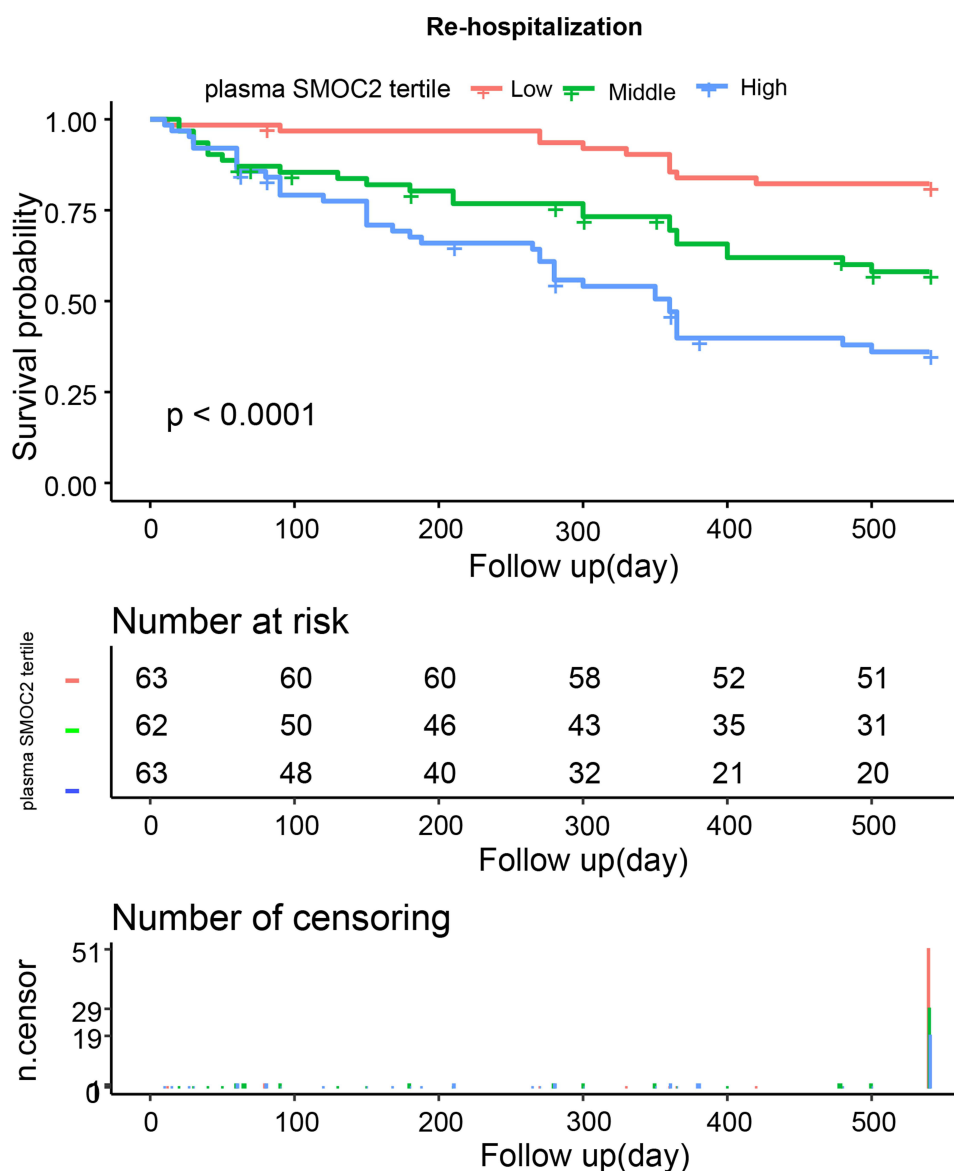 Re-hospitalization
plasma SMOC2 tertile Low Middle High
1.00
0.75
0.50
0.25
0.00
Survival probability
p < 0.0001
0 100 200 300 400 500
Follow up(day)
Number at risk
plasma SMOC2 tertile
63 60 60 58 52 51
62 50 46 43 35 31
63 48 40 32 21 20
0 100 200 300 400 500
Follow up(day)
Number of censoring
n.censor
51
29
19
0
0 100 200 300 400 500
Follow up(day)